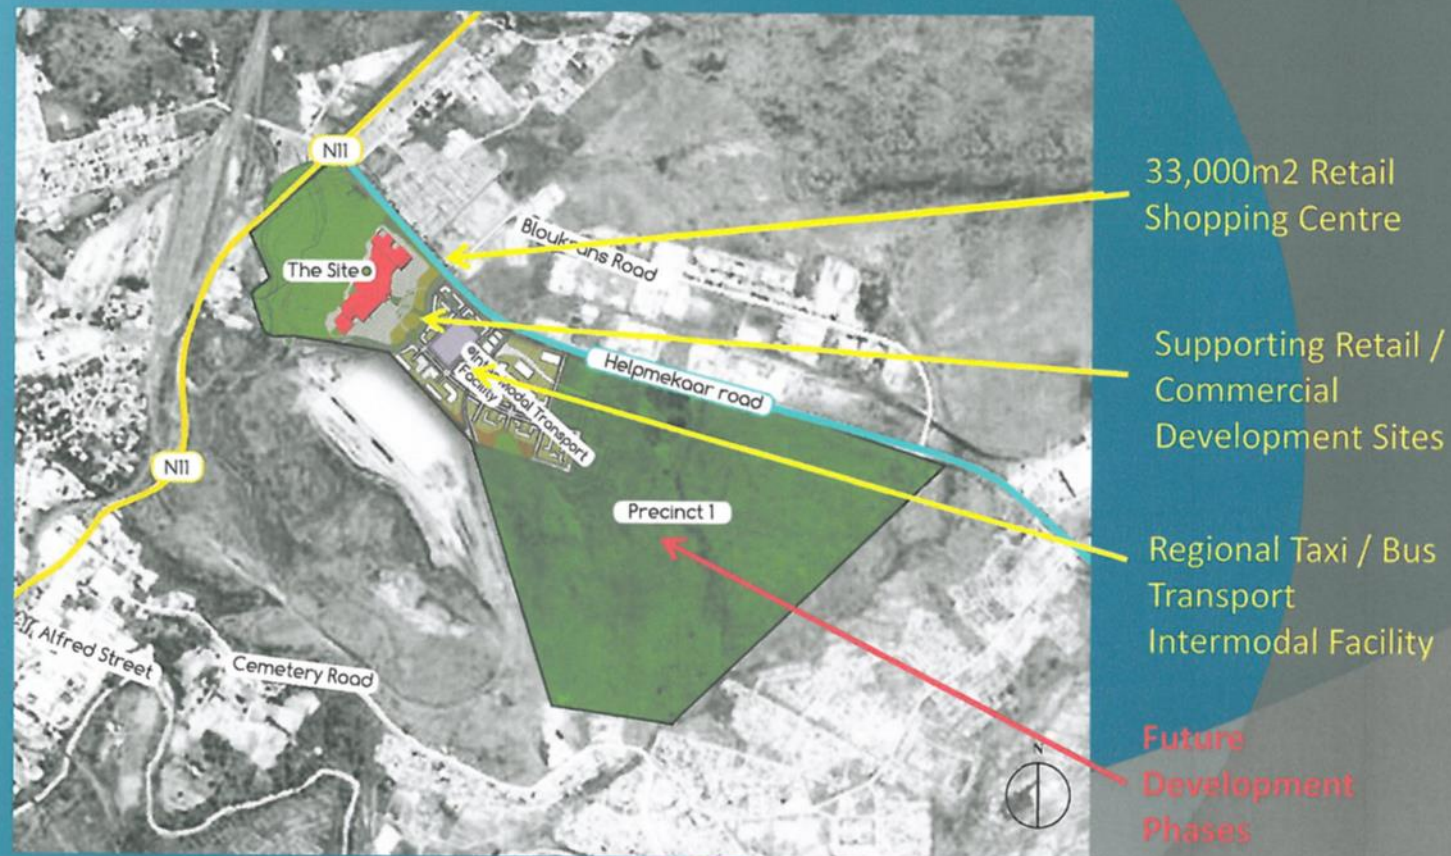 N11
33,000m2 Retail
Shopping Centre
The Site
Bloukrans Road
Supporting Retail /
Commercial
Development Sites
Helpmekaar road
Modal Transport
Facility
N11
Precinct 1
Regional Taxi / Bus
Transport
Intermodal Facility
Alfred Street
Cemetery Road
Future
Development
Phases
N